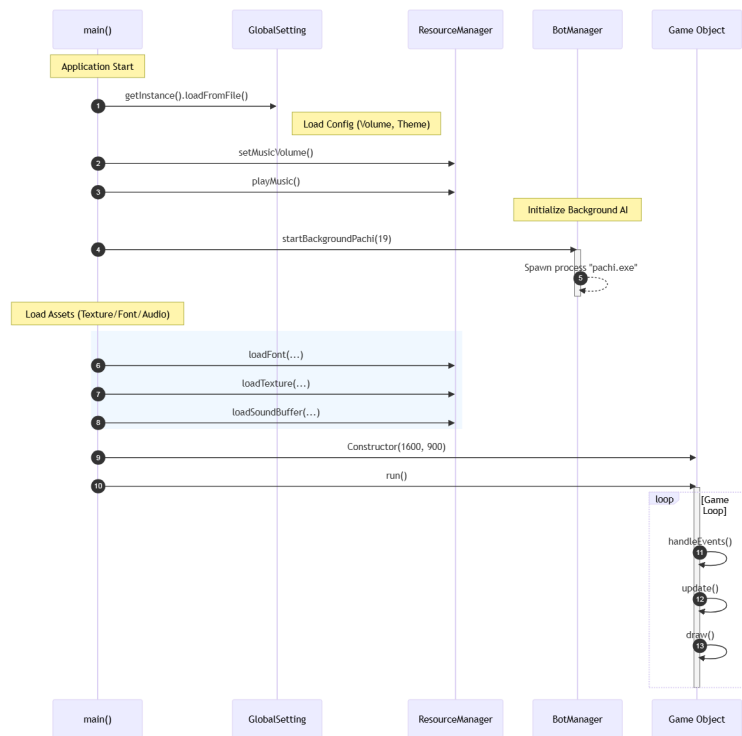 main()
GlobalSetting
ResourceManager
BotManager
Game Object
Application Start
getInstance().loadFromFile()
1
Load Config (Volume, Theme)
setMusicVolume()
2
playMusic()
3
Initialize Background AI
startBackgroundPachi(19)
4
Spawn process "pachi.exe"
5
Load Assets (Texture/Font/Audio)
loadFont(...)
6
loadTexture(...)
7
loadSoundBuffer(...)
8
Constructor(1600, 900)
9
run()
10
loop
[Game
Loop]
handleEvents()
11
update()
12
draw()
13
main()
GlobalSetting
ResourceManager
BotManager
Game Object